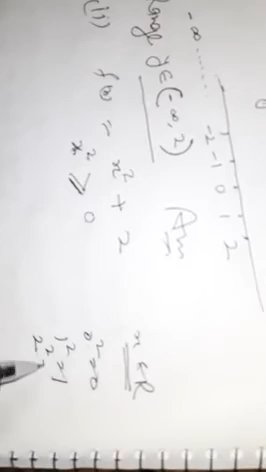 -∞ ...... -2 -1 0 1 2
Range y∈(-∞, 2) Ans
(ii) f(x) = x² + 2 x∈R
x² ≥ 0 0²=0
1²=1
2²